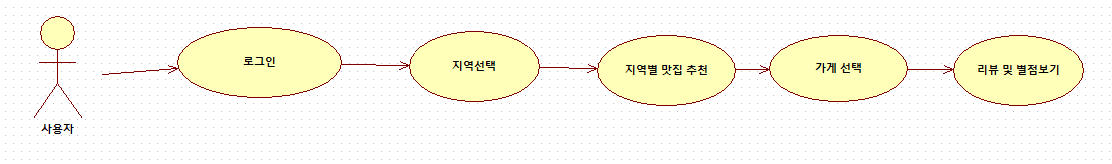 로그인
지역선택
지역별 맛집 추천
가게 선택
리뷰 및 별점보기
사용자